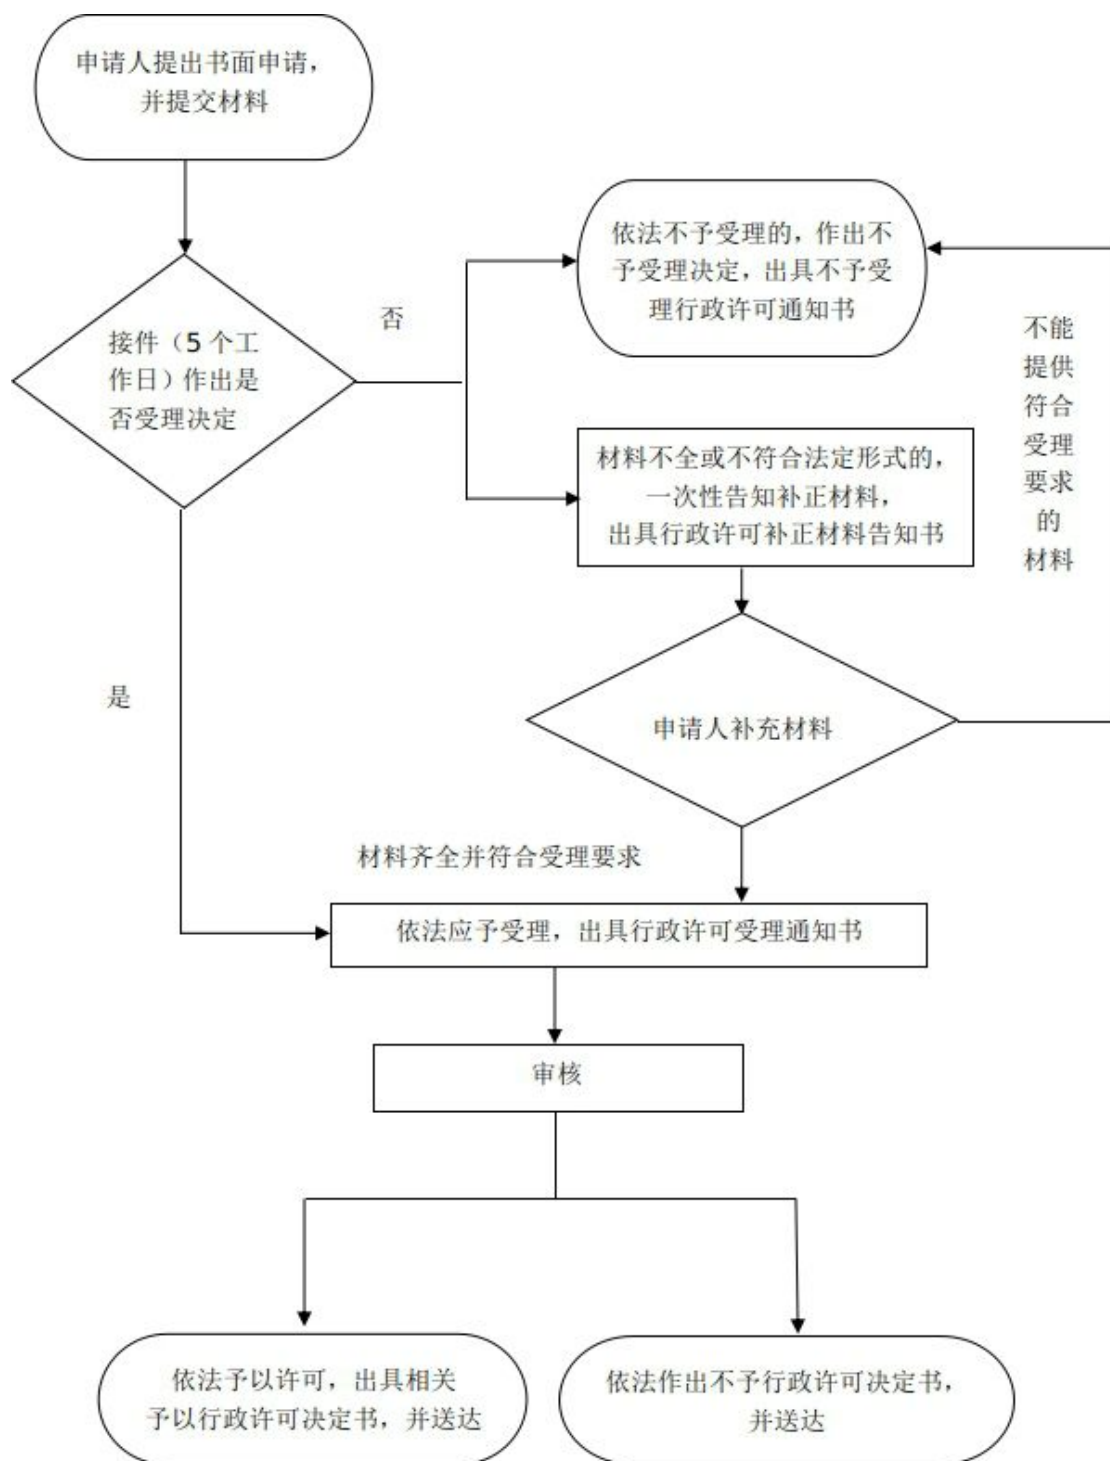 申请人提出书面申请，
并提交材料
依法不予受理的，作出不
予受理决定，出具不予受
理行政许可通知书
否
接件（5 个工
作日）作出是
否受理决定
不能
提供
符合
受理
要求
的
材料
材料不全或不符合法定形式的，
一次性告知补正材料，
出具行政许可补正材料告知书
是
申请人补充材料
材料齐全并符合受理要求
依法应予受理，出具行政许可受理通知书
审核
依法予以许可，出具相关
予以行政许可决定书，并送达
依法作出不予行政许可决定书，
并送达